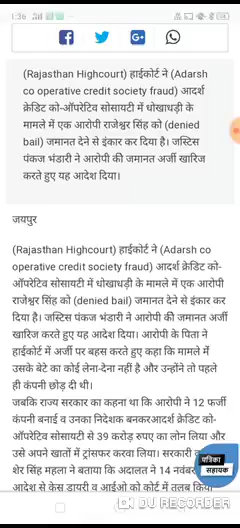 1:36
(Rajasthan Highcourt) हाईकोर्ट ने (Adarsh
co operative credit society fraud) आदर्श
क्रेडिट को-ऑपरेटिव सोसायटी में धोखाधड़ी के
मामले में एक आरोपी राजेश्वर सिंह को (denied
bail) जमानत देने से इंकार कर दिया है। जस्टिस
पंकज भंडारी ने आरोपी की जमानत अर्जी खारिज
करते हुए यह आदेश दिया।
जयपुर
(Rajasthan Highcourt) हाईकोर्ट ने (Adarsh co
operative credit society fraud) आदर्श क्रेडिट को-
ऑपरेटिव सोसायटी में धोखाधड़ी के मामले में एक आरोपी
राजेश्वर सिंह को (denied bail) जमानत देने से इंकार कर
दिया है। जस्टिस पंकज भंडारी ने आरोपी की जमानत अर्जी
खारिज करते हुए यह आदेश दिया। आरोपी के पिता ने
हाईकोर्ट में अर्जी पर बहस करते हुए कहा कि मामले में
उसके बेटे का कोई लेना-देना नहीं है और उन्होंने तो पहले
ही कंपनी छोड़ दी थी।
जबकि राज्य सरकार का कहना था कि आरोपी ने 12 फर्जी
कंपनी बनाई व उनका निदेशक बनकरआदर्श क्रेडिट को-
ऑपरेटिव सोसायटी से 39 करोड़ रुपए का लोन लिया और
उसे अपने खातों में ट्रांसफर करवा लिया। सरकारी
शेर सिंह महला ने बताया कि अदालत ने 14 नवंबर
आदेश से केस डायरी व आईओ को कोर्ट में तलब किया
पत्रिका
सहायक
DU RECORDER